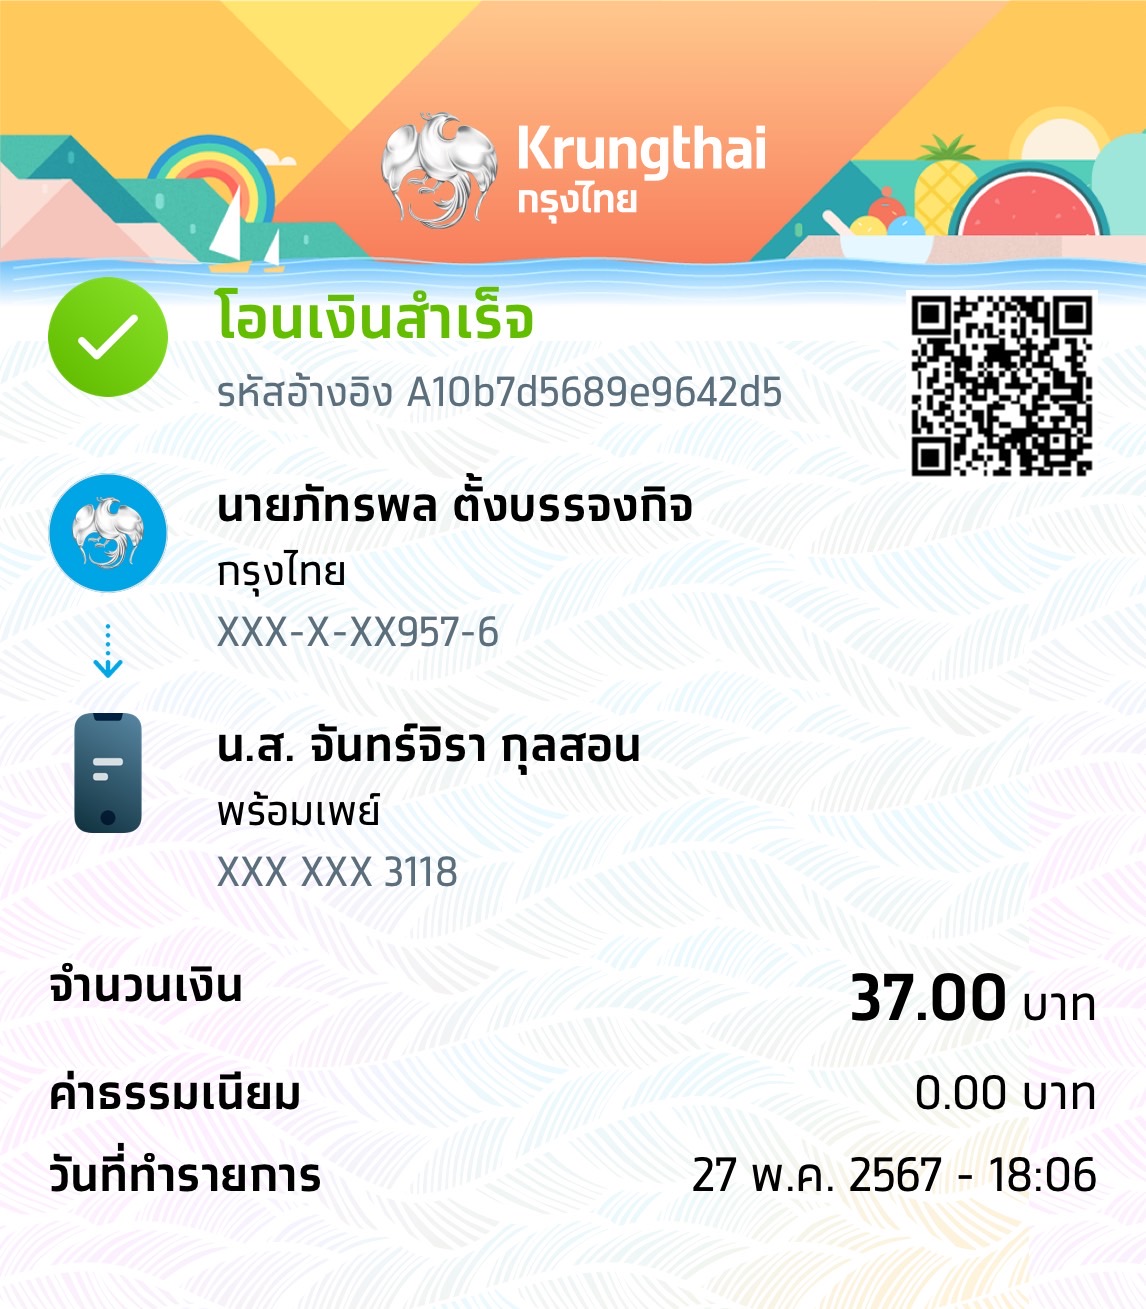 Krungthai
กรุงไทย
โอนเงินสำเร็จ
รหัสอ้างอิง A10b7d5689e9642d5
นายภัทรพล ตั้งบรรจงกิจ
กรุงไทย
XXX-X-XX957-6
น.ส. จันทร์จิรา กุลสอน
พร้อมเพย์
XXX XXX 3118
จำนวนเงิน 37.00 บาท
ค่าธรรมเนียม 0.00 บาท
วันที่ทำรายการ 27 พ.ค. 2567 - 18:06